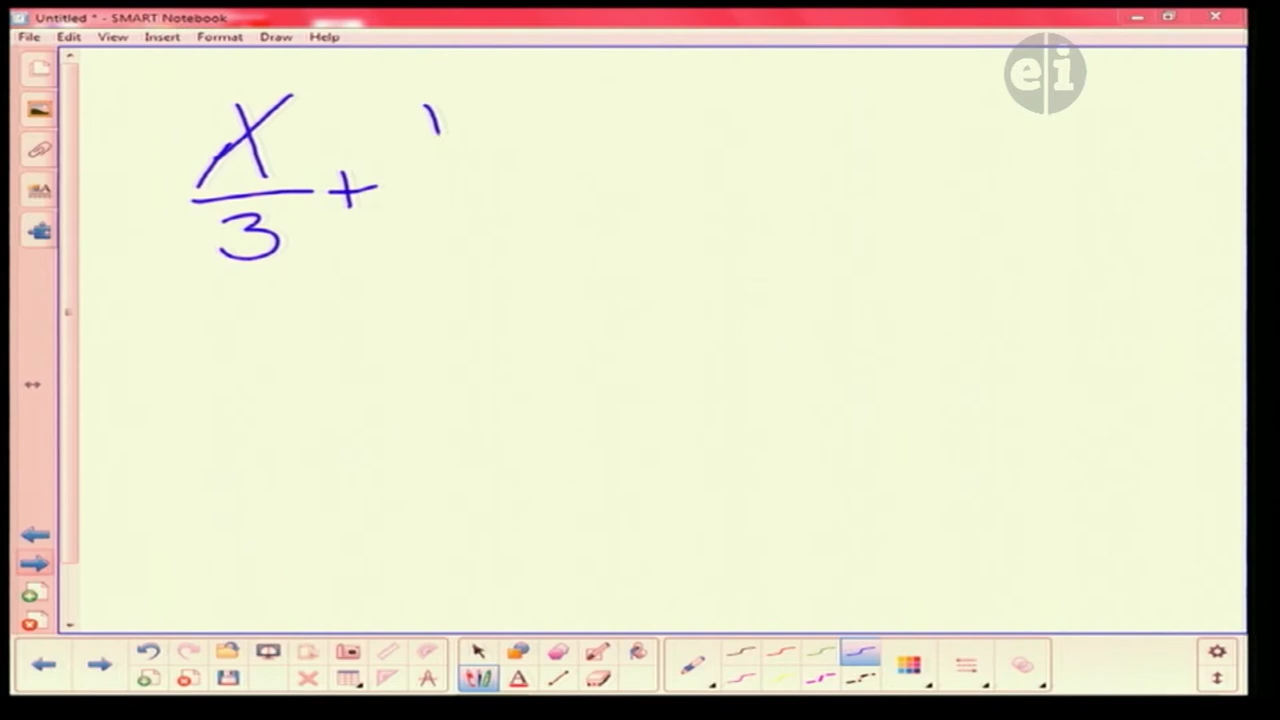 Untitled * - SMART Notebook
File Edit View Insert Format Draw Help
ei
X
3
+